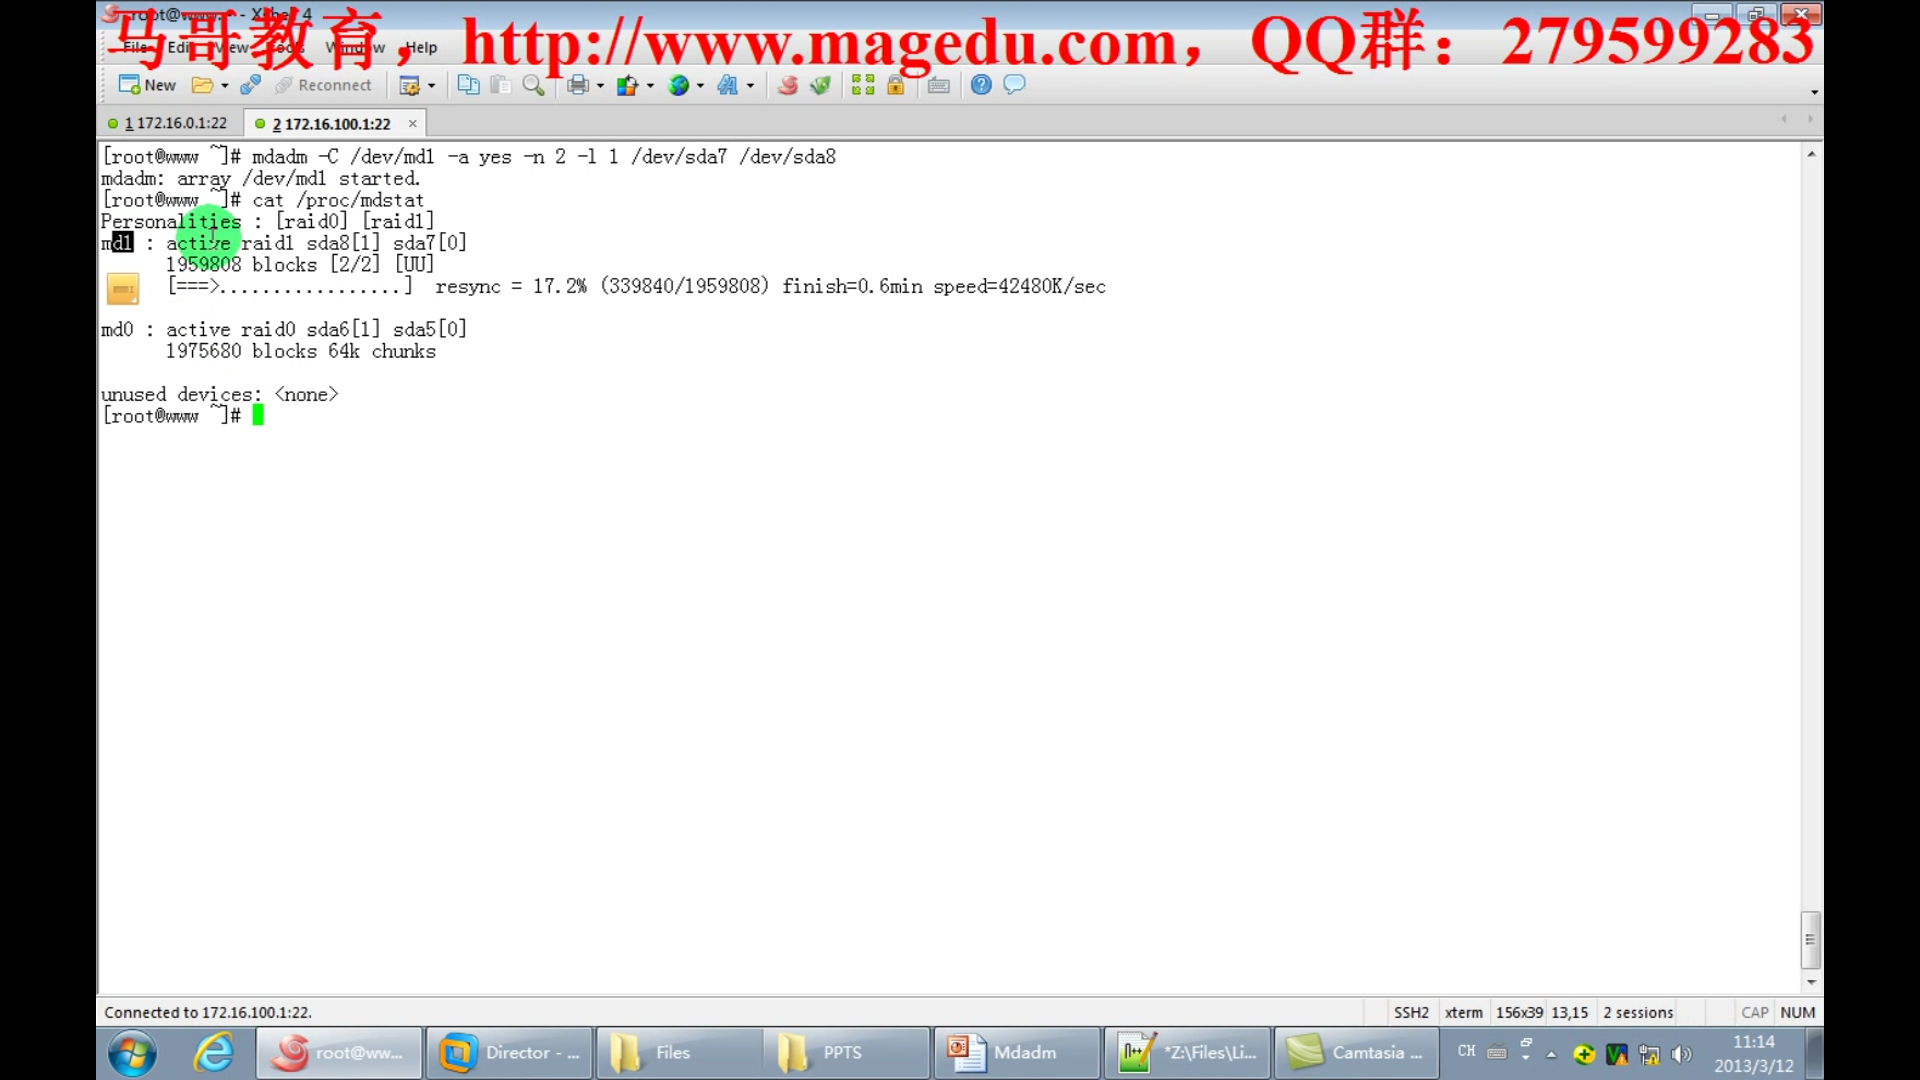 root@www:~ - Xshell 4
马哥教育，http://www.magedu.com，QQ群：279599283
File Edit View Tools Window Help
New Reconnect
1 172.16.0.1:22 2 172.16.100.1:22
[root@www ~]# mdadm -C /dev/md1 -a yes -n 2 -l 1 /dev/sda7 /dev/sda8
mdadm: array /dev/md1 started.
[root@www ~]# cat /proc/mdstat
Personalities : [raid0] [raid1]
md1 : active raid1 sda8[1] sda7[0]
1959808 blocks [2/2] [UU]
[===>.................] resync = 17.2% (339840/1959808) finish=0.6min speed=42480K/sec
md0 : active raid0 sda6[1] sda5[0]
1975680 blocks 64k chunks
unused devices: <none>
[root@www ~]#
Connected to 172.16.100.1:22. SSH2 xterm 156x39 13,15 2 sessions CAP NUM
root@ww... Director - ... Files PPTS Mdadm *Z:\Files\Li... Camtasia ... CH 11:14
2013/3/12